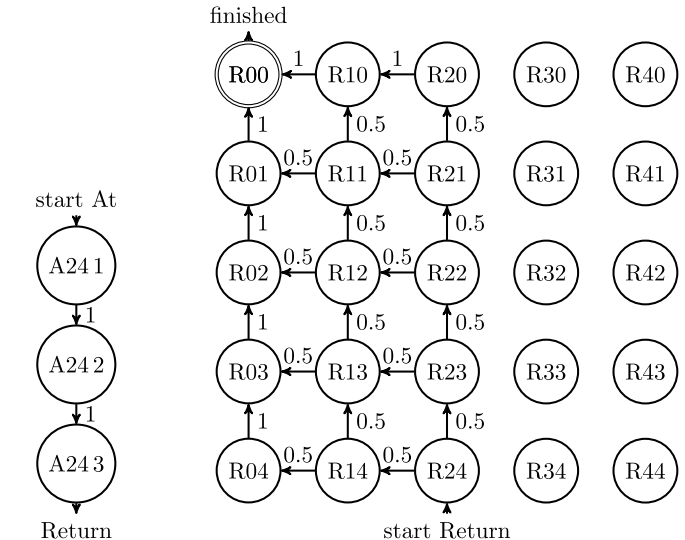 finished
R00 1 R10 1 R20 R30 R40
1 0.5 0.5
R01 0.5 R11 0.5 R21 R31 R41
start At
1 0.5 0.5
A24 1
R02 0.5 R12 0.5 R22 R32 R42
1
1 0.5 0.5
A24 2
R03 0.5 R13 0.5 R23 R33 R43
1
1 0.5 0.5
A24 3
R04 0.5 R14 0.5 R24 R34 R44
Return
start Return